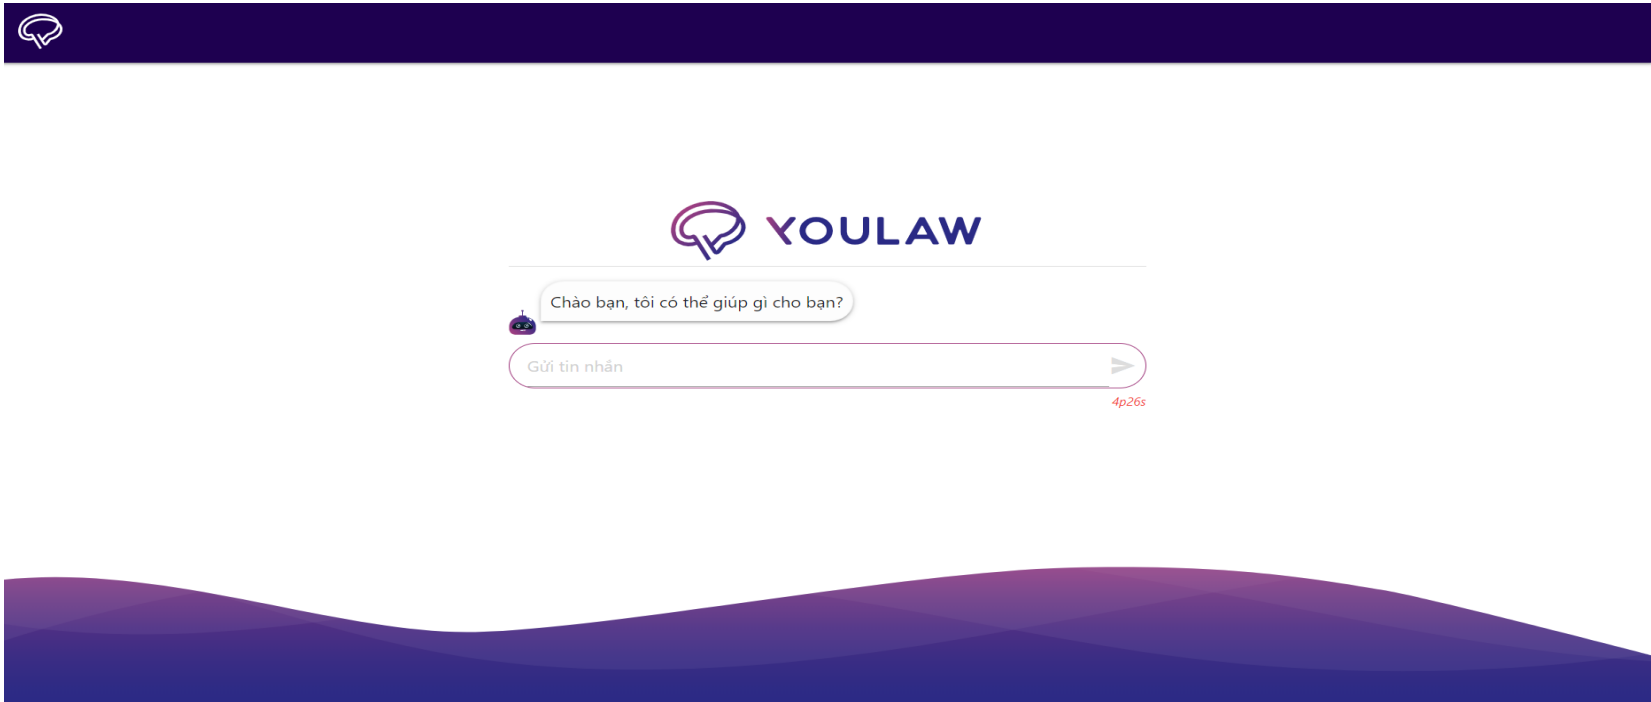 YOULAW
Chào bạn, tôi có thể giúp gì cho bạn?
Gửi tin nhắn
4p26s